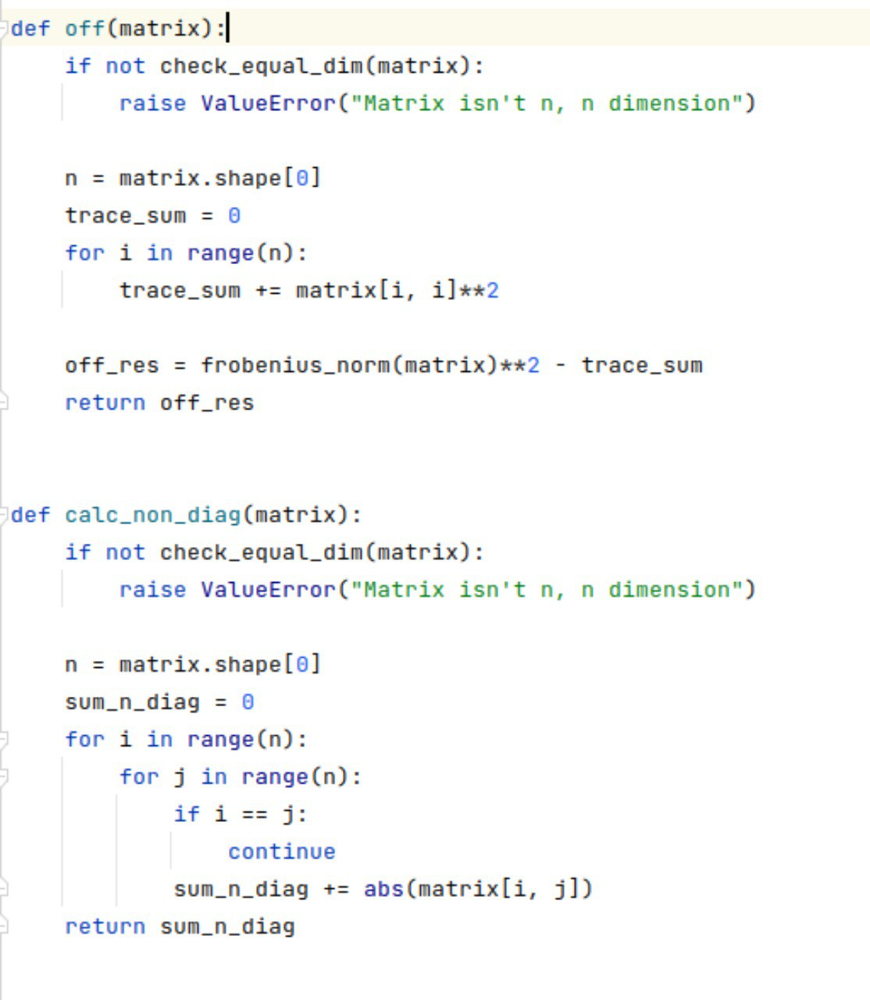 def off(matrix):
    if not check_equal_dim(matrix):
        raise ValueError("Matrix isn't n, n dimension")

    n = matrix.shape[0]
    trace_sum = 0
    for i in range(n):
        trace_sum += matrix[i, i]**2

    off_res = frobenius_norm(matrix)**2 - trace_sum
    return off_res


def calc_non_diag(matrix):
    if not check_equal_dim(matrix):
        raise ValueError("Matrix isn't n, n dimension")

    n = matrix.shape[0]
    sum_n_diag = 0
    for i in range(n):
        for j in range(n):
            if i == j:
                continue
            sum_n_diag += abs(matrix[i, j])
    return sum_n_diag